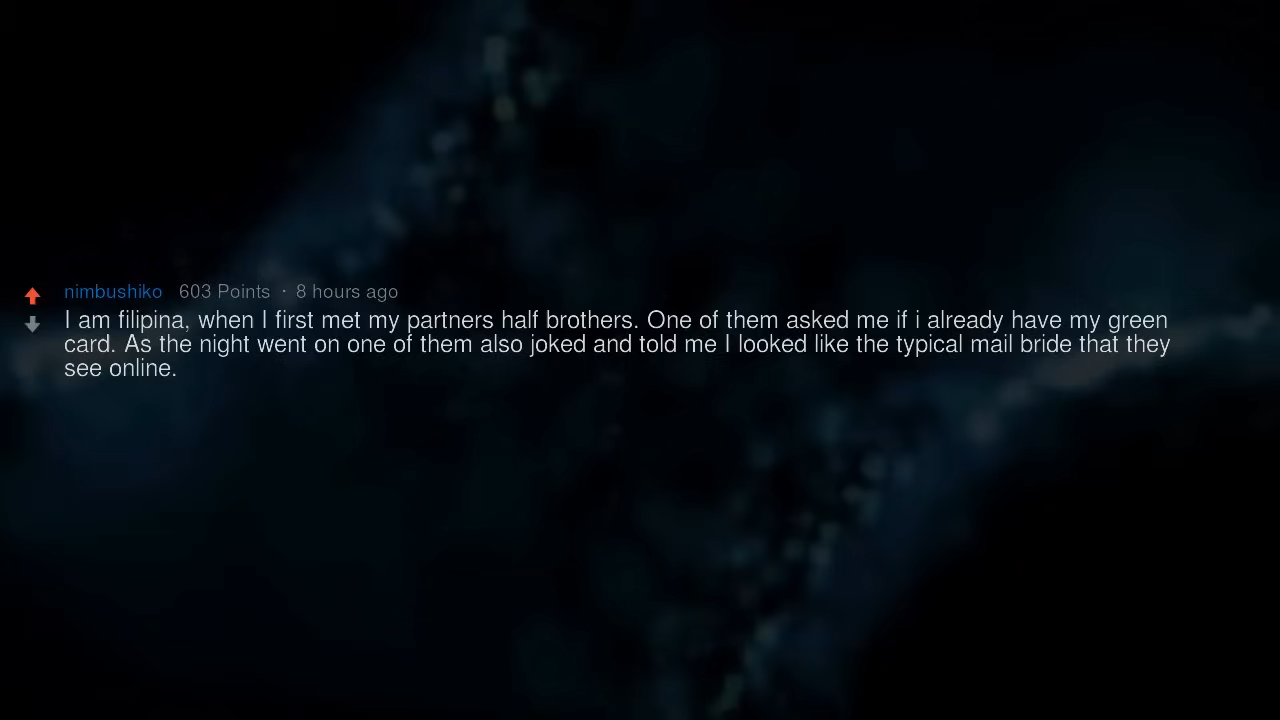 nimbushiko 603 Points · 8 hours ago
I am filipina, when I first met my partners half brothers. One of them asked me if i already have my green
card. As the night went on one of them also joked and told me I looked like the typical mail bride that they
see online.